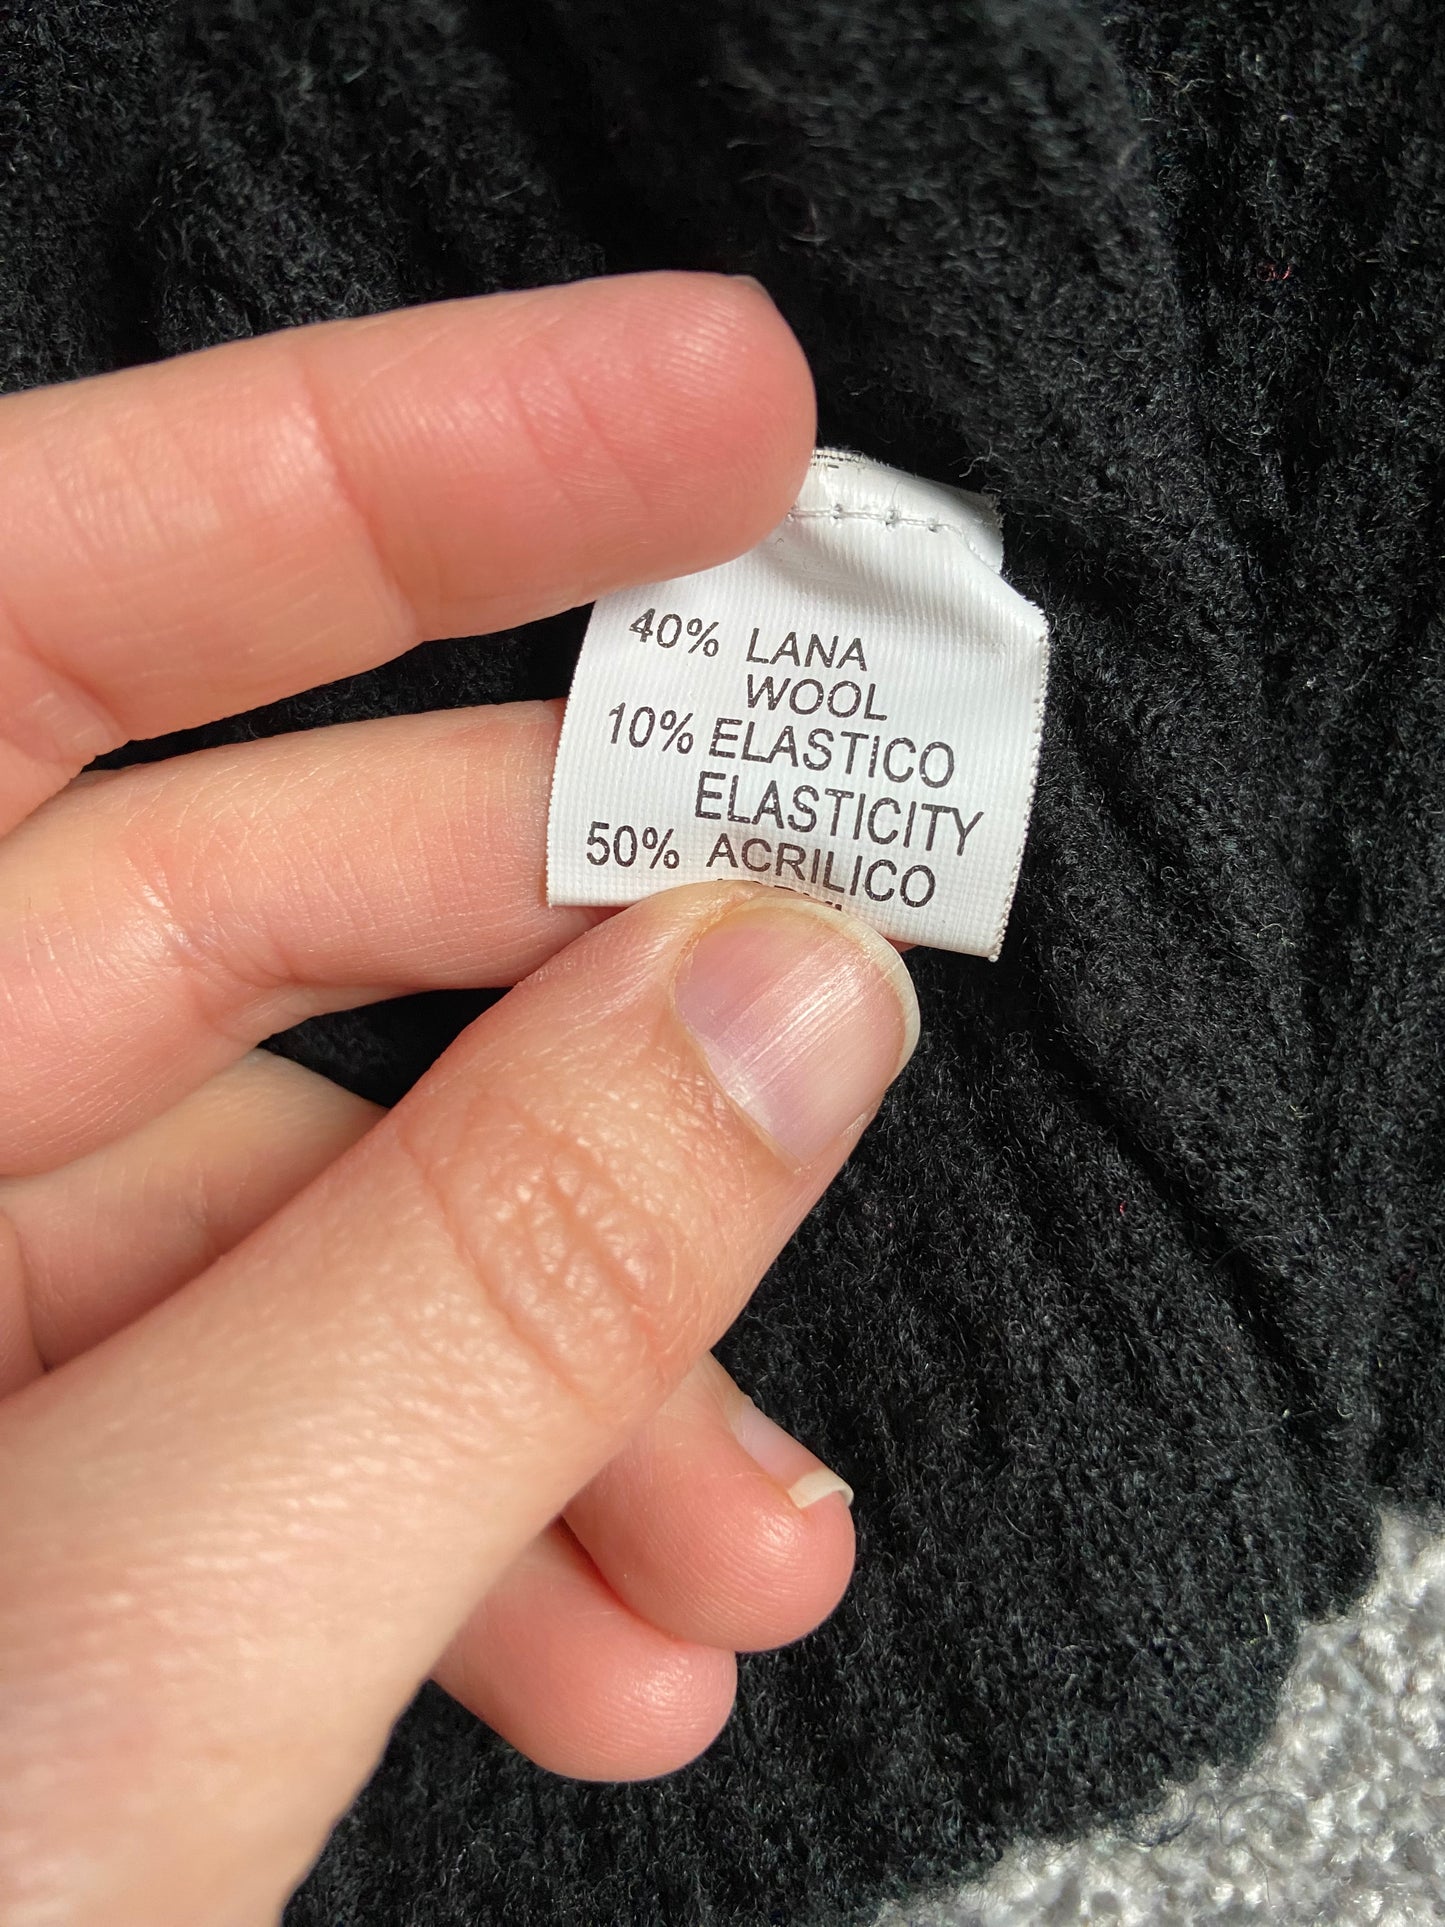 40% LANA
WOOL
10% ELASTICO
ELASTICITY
50% ACRILICO